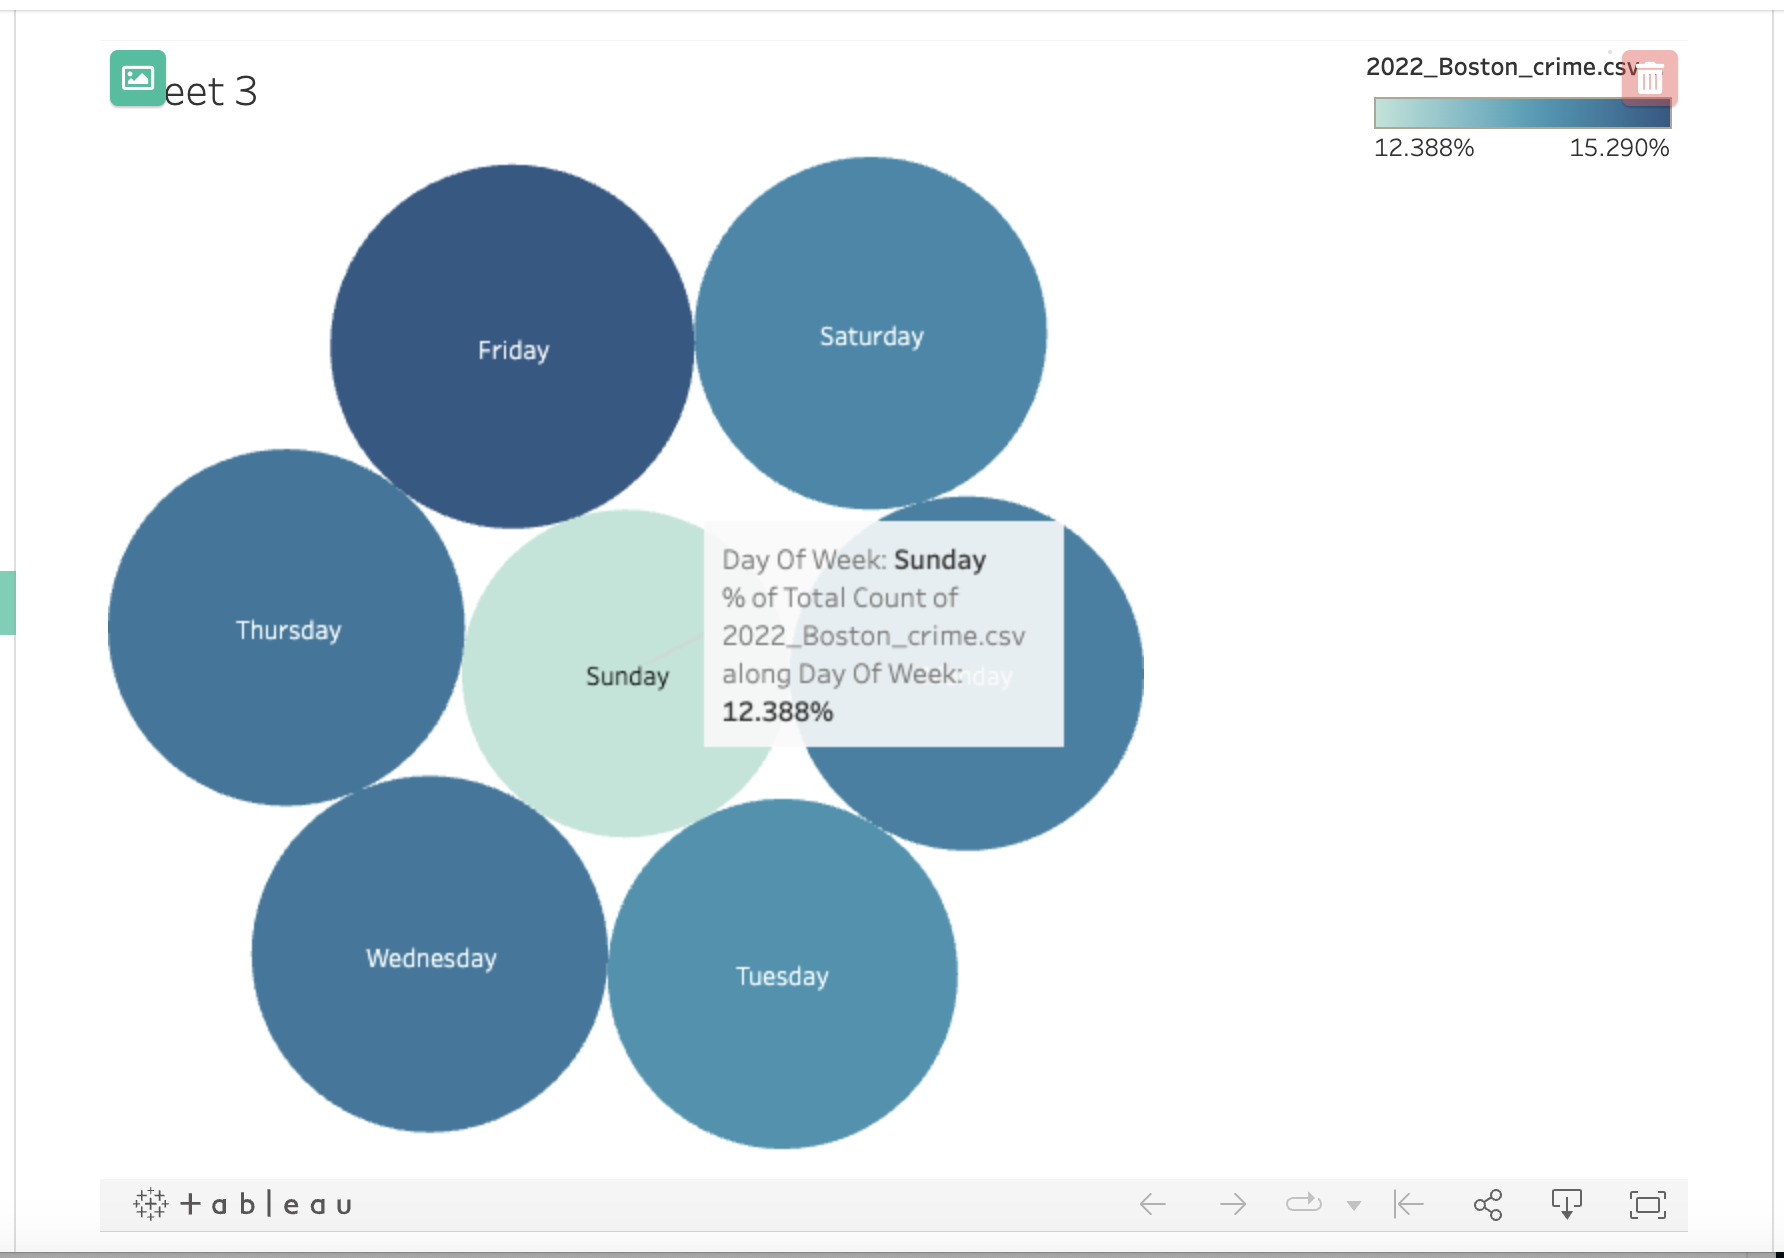 eet 3
2022_Boston_crime.csv
12.388%
15.290%
Friday
Saturday
Thursday
Sunday
Day Of Week: Sunday
% of Total Count of
2022_Boston_crime.csv
along Day Of Week:
12.388%
Wednesday
Tuesday
+ableau